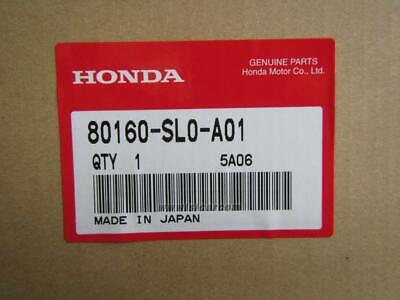 GENUINE PARTS
HONDA Honda Motor Co., Ltd.
80160-SL0-A01
QTY 1 5A06
MADE IN JAPAN